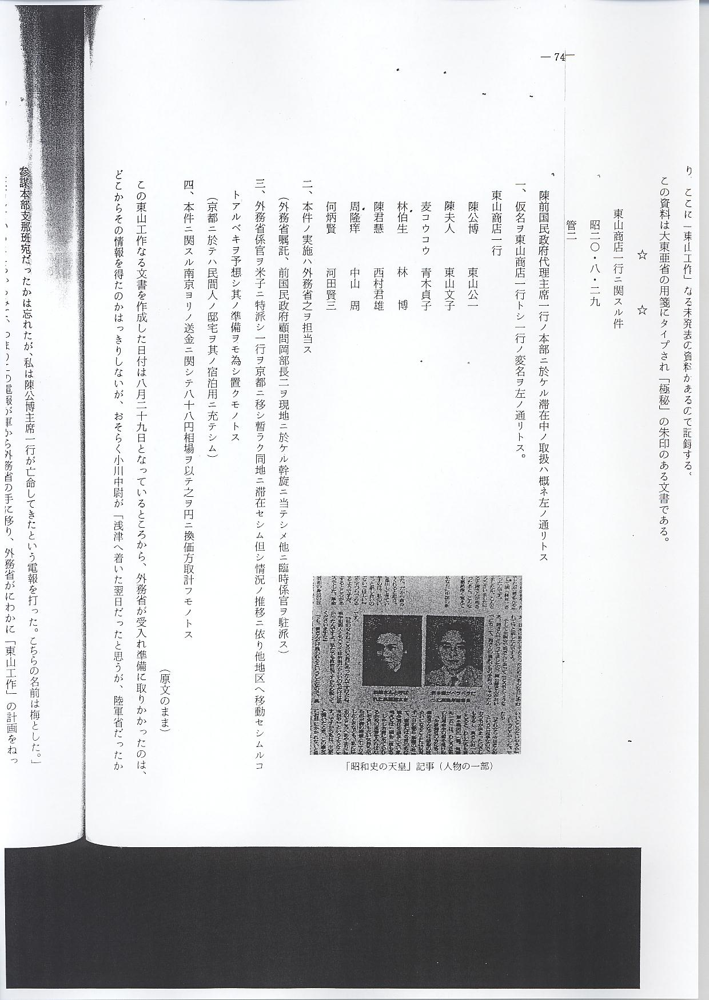 ― 74 ―
り、ここに「東山工作」なる未発表の資料があるので記録する。
この資料は大東亜省の用箋にタイプされ「極秘」の朱印のある文書である。
☆ ☆
東山商店一行ニ関スル件
昭二〇・八・二九
管二
陳前国民政府代理主席一行ノ本部ニ於ケル滞在中ノ取扱ハ概ネ左ノ通リトス
一、仮名ヲ東山商店一行トシ一行ノ変名ヲ左ノ通リトス。
東山商店一行
陳公博 東山公一
陳夫人 東山文子
麦コウコウ 青木貞子
林伯生 林 博
陳君慧 西村君雄
周隆庠 中山 周
何炳賢 河田賢三
二、本件ノ実施ハ外務省之ヲ担当ス
(外務省嘱託、前国民政府顧問岡部長二ヲ現地ニ於ケル幹旋ニ当テシメ他ニ臨時係官ヲ駐派ス)
三、外務省係官ヲ米子ニ特派シ一行ヲ京都ニ移シ暫ラク同地ニ滞在セシム但シ情況ノ推移ニ依り他地区ヘ移動セシムルコ
トアルベキヲ予想シ其ノ準備ヲモ為シ置クモノトス
(京都ニ於テハ民間人ノ邸宅ヲ其ノ宿泊用ニ充テシム)
四、本件ニ関スル南京ヨリノ送金ニ関シテ八十八円相場ヲ以テ之ヲ円ニ換価方取計フモノトス
(原文のまま)
この東山工作なる文書を作成した日付は八月二十九日となっているところから、外務省が受入れ準備に取りかかったのは、
どこからその情報を得たのかはっきりしないが、おそらく小川中尉が「浅津へ着いた翌日だったと思うが、陸軍省だったか
参謀本部支那班宛だったかは忘れたが、私は陳公博主席一行が亡命してきたという電報を打った。こちらの名前は梅とした。」
つまりこの電報が軍から外務省の手に移り、外務省がにわかに「東山工作」の計画をねっ
「昭和史の天皇」記事(人物の一部)